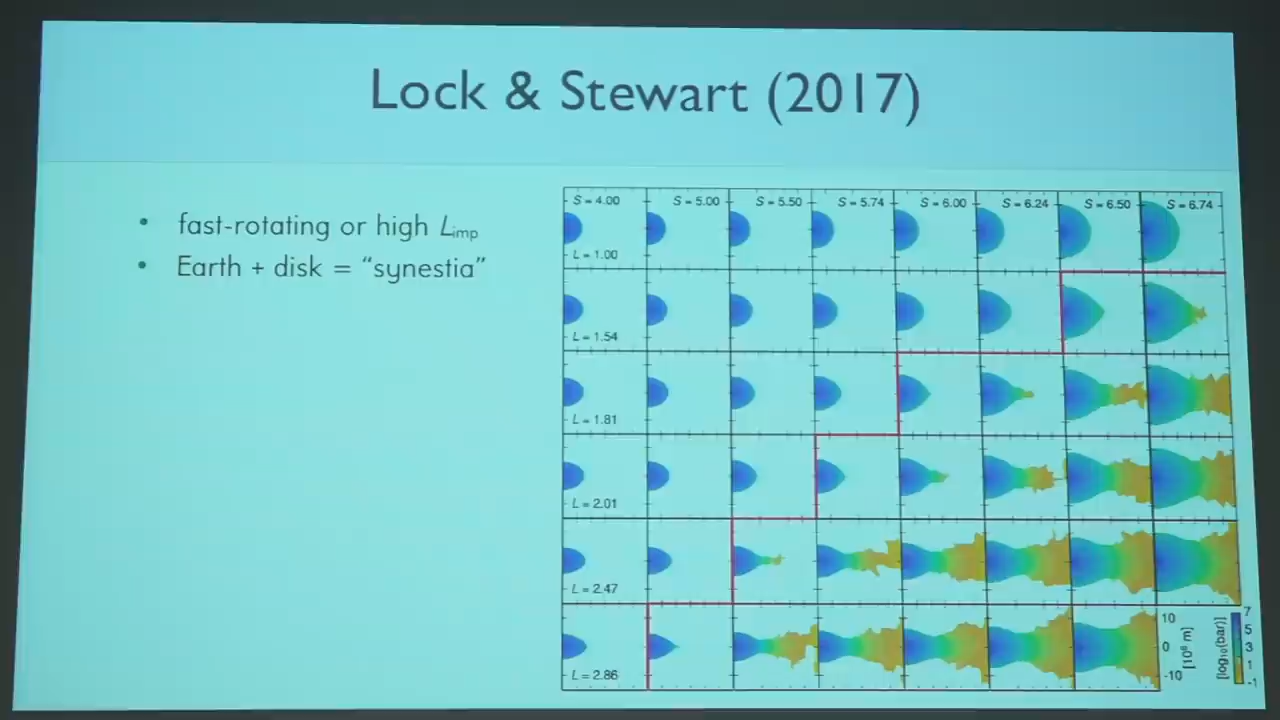 Lock & Stewart (2017)
• fast-rotating or high Limp
• Earth + disk = “synestia”
S = 4.00 S = 5.00 S = 5.50 S = 5.74 S = 6.00 S = 6.24 S = 6.50 S = 6.74
L = 1.00
L = 1.54
L = 1.81
L = 2.01
L = 2.47
L = 2.86
10
0
-10
[10⁶ m]
[log₁₀(bar)]
7
5
3
1
-1